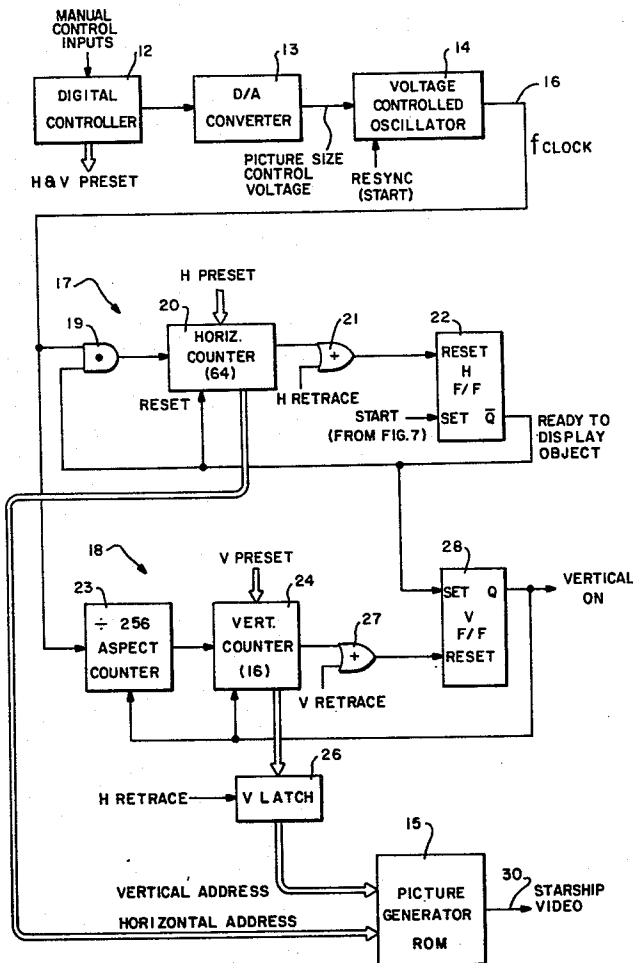 MANUAL
CONTROL
INPUTS
12
13
14
16
DIGITAL
CONTROLLER
D/A
CONVERTER
VOLTAGE
CONTROLLED
OSCILLATOR
H & V PRESET
PICTURE SIZE
CONTROL
VOLTAGE
RESYNC
(START)
fCLOCK
H PRESET
17
19
20
21
22
HORIZ.
COUNTER
(64)
+
RESET
H
F/F
SET Q̅
RESET
H RETRACE
START
(FROM FIG.7)
READY TO
DISPLAY
OBJECT
18
V PRESET
23
24
27
28
÷ 256
ASPECT
COUNTER
VERT.
COUNTER
(16)
+
SET Q
V
F/F
RESET
VERTICAL
ON
V RETRACE
26
H RETRACE
V LATCH
15
30
VERTICAL ADDRESS
HORIZONTAL ADDRESS
PICTURE
GENERATOR
ROM
STARSHIP
VIDEO